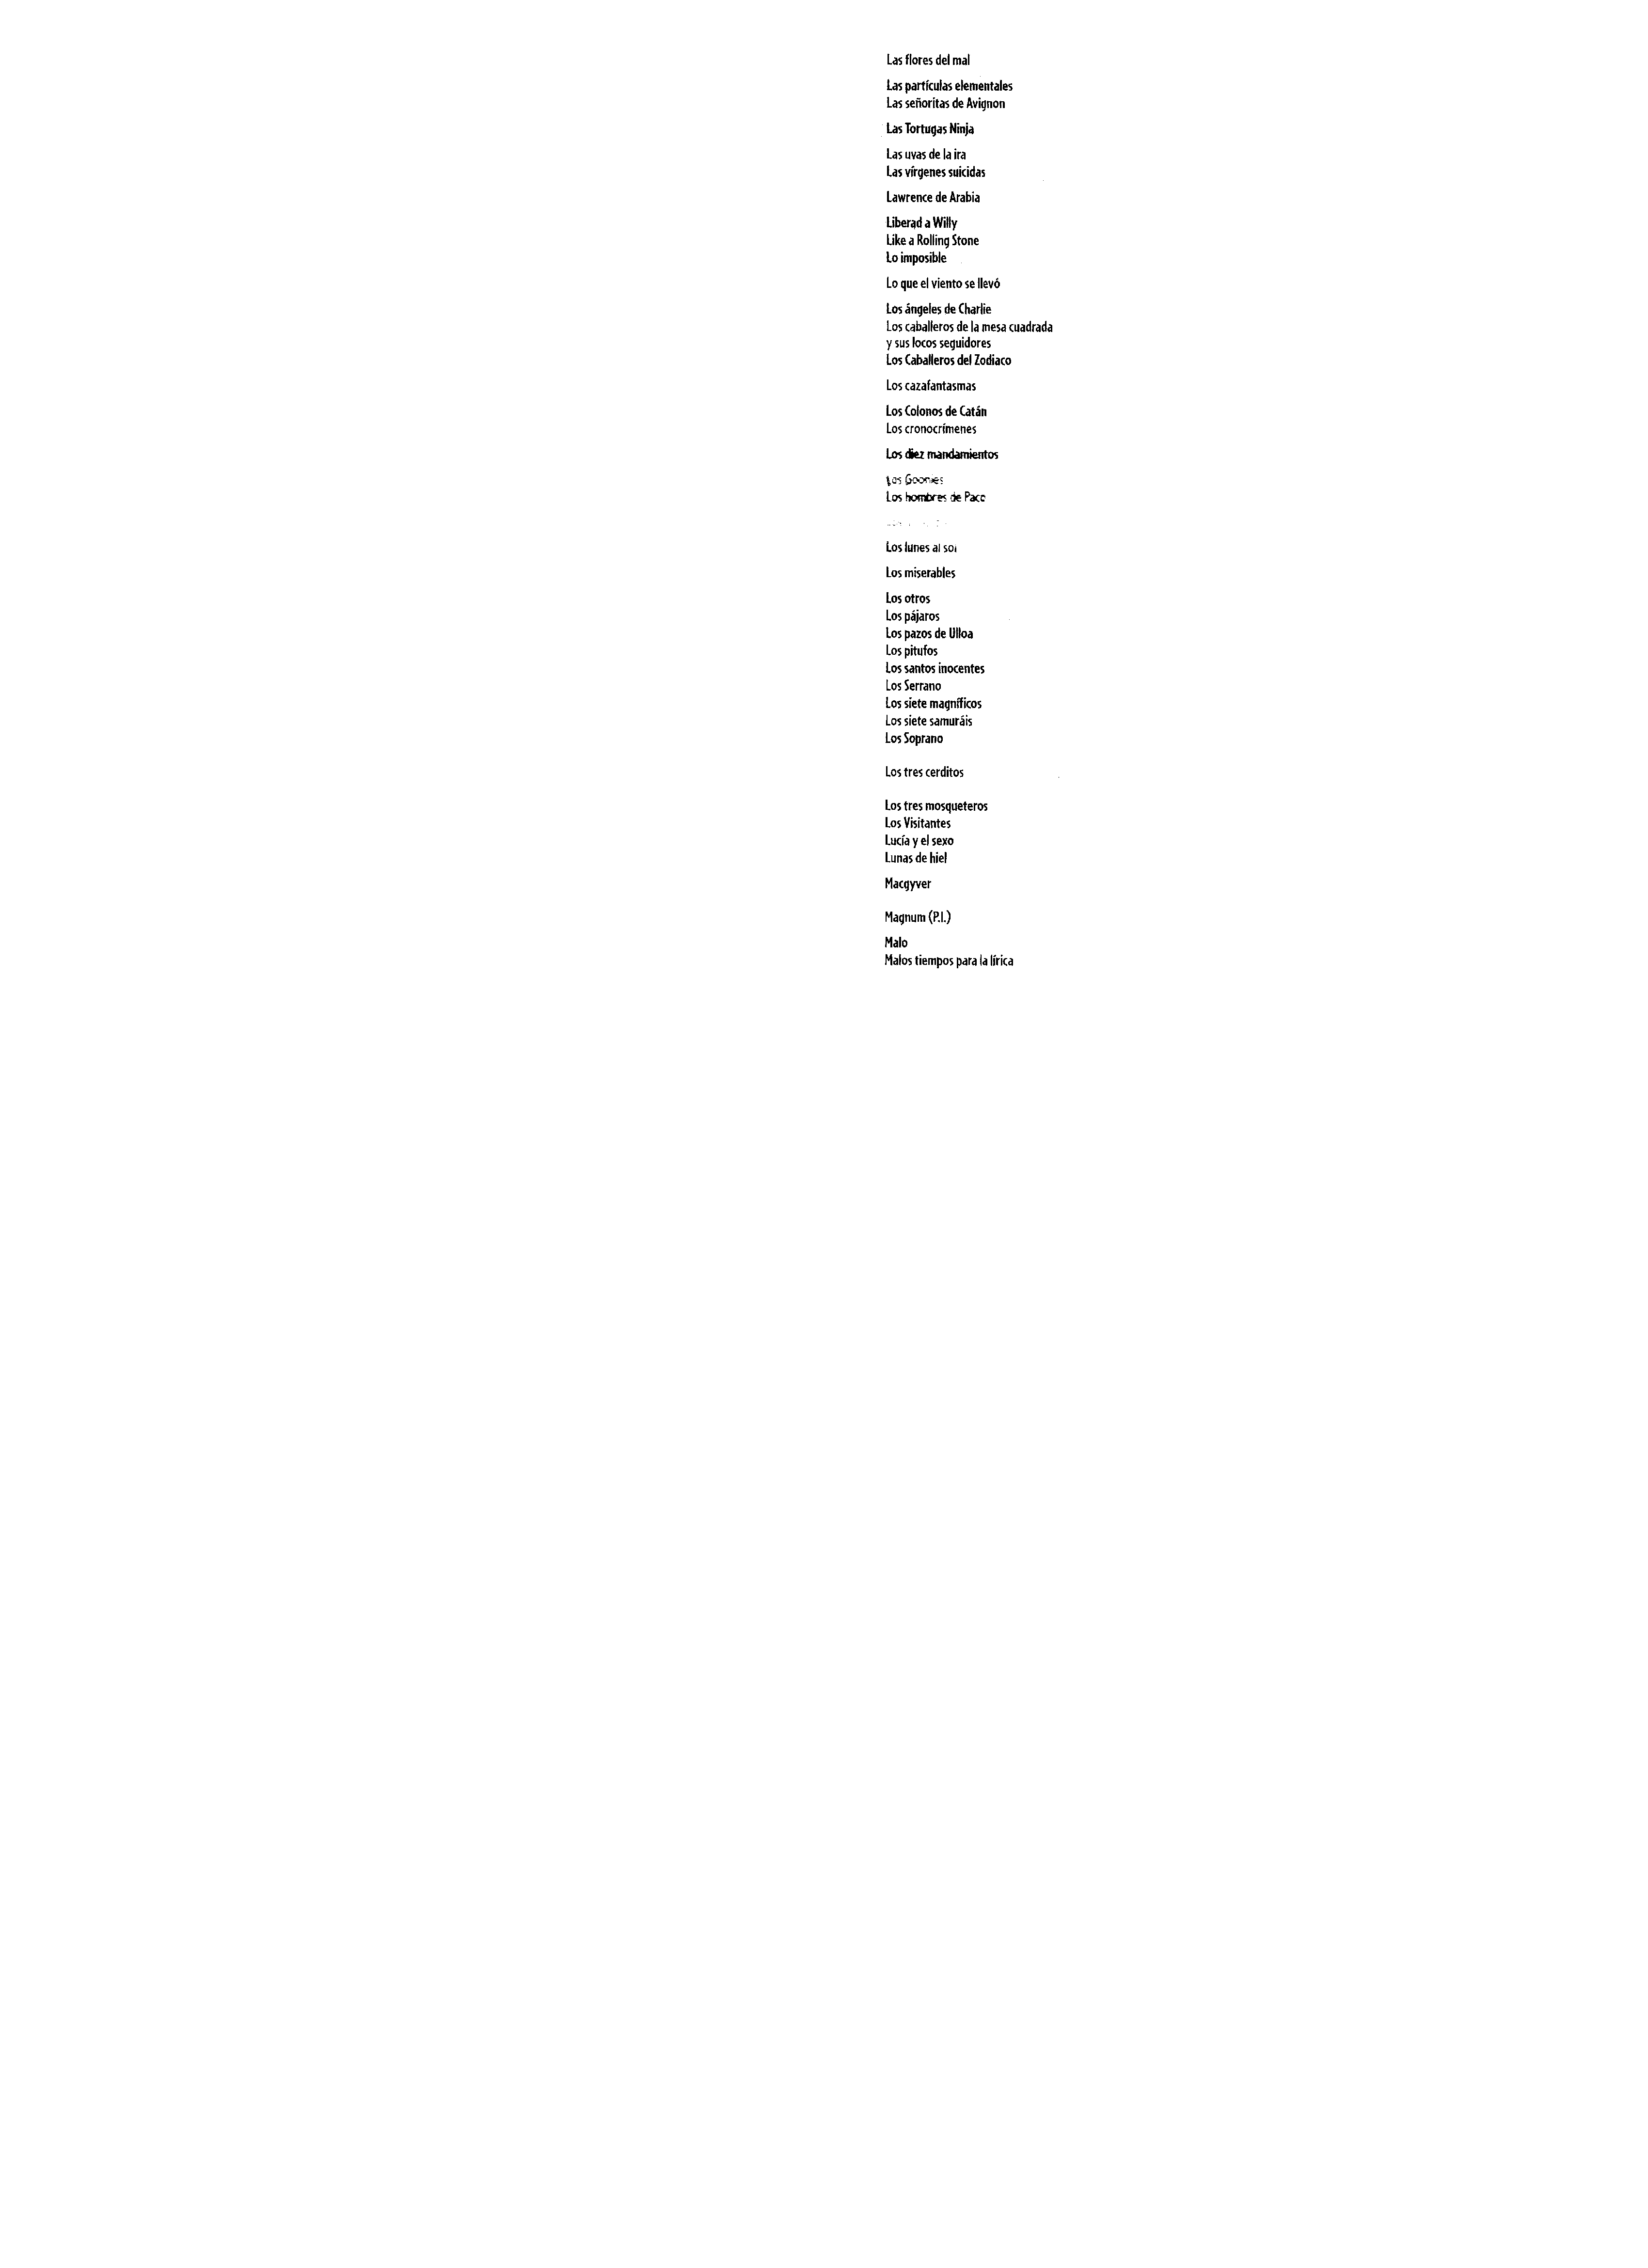 Las flores del mal
Las partículas elementales
Las señoritas de Avignon
Las Tortugas Ninja
Las uvas de la ira
Las vírgenes suicidas
Lawrence de Arabia
Liberad a Willy
Like a Rolling Stone
Lo imposible
Lo que el viento se llevó
Los ángeles de Charlie
Los caballeros de la mesa cuadrada
y sus locos seguidores
Los Caballeros del Zodiaco
Los cazafantasmas
Los Colonos de Catán
Los cronocrímenes
Los diez mandamientos
Los Goonies
Los hombres de Paco
Los lunes al sol
Los miserables
Los otros
Los pájaros
Los pazos de Ulloa
Los pitufos
Los santos inocentes
Los Serrano
Los siete magníficos
Los siete samuráis
Los Soprano
Los tres cerditos
Los tres mosqueteros
Los Visitantes
Lucía y el sexo
Lunas de hiel
Macgyver
Magnum (P.I.)
Malo
Malos tiempos para la lírica